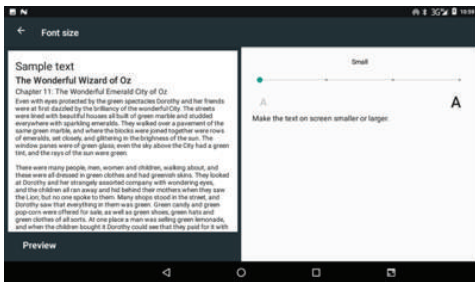 3G 10:59
Font size
Sample text
The Wonderful Wizard of Oz
Chapter 11: The Wonderful Emerald City of Oz
Even with eyes protected by the green spectacles Dorothy and her friends
were at first dazzled by the brilliancy of the wonderful City. The streets
were lined with beautiful houses all built of green marble and studded
everywhere with sparkling emeralds. They walked over a pavement of the
same green marble, and where the blocks were joined together were rows
of emeralds, set closely, and glittering in the brightness of the sun. The
window panes were of green glass; even the sky above the City had a green
tint, and the rays of the sun were green.
There were many people, men, women and children, walking about, and
these were all dressed in green clothes and had greenish skins. They looked
at Dorothy and her strangely assorted company with wondering eyes,
and the children all ran away and hid behind their mothers when they saw
the Lion; but no one spoke to them. Many shops stood in the street, and
Dorothy saw that everything in them was green. Green candy and green
pop-corn were offered for sale, as well as green shoes, green hats and
green clothes of all sorts. At one place a man was selling green lemonade,
and when the children bought it Dorothy could see that they paid for it with
Preview
Small
A A
Make the text on screen smaller or larger.